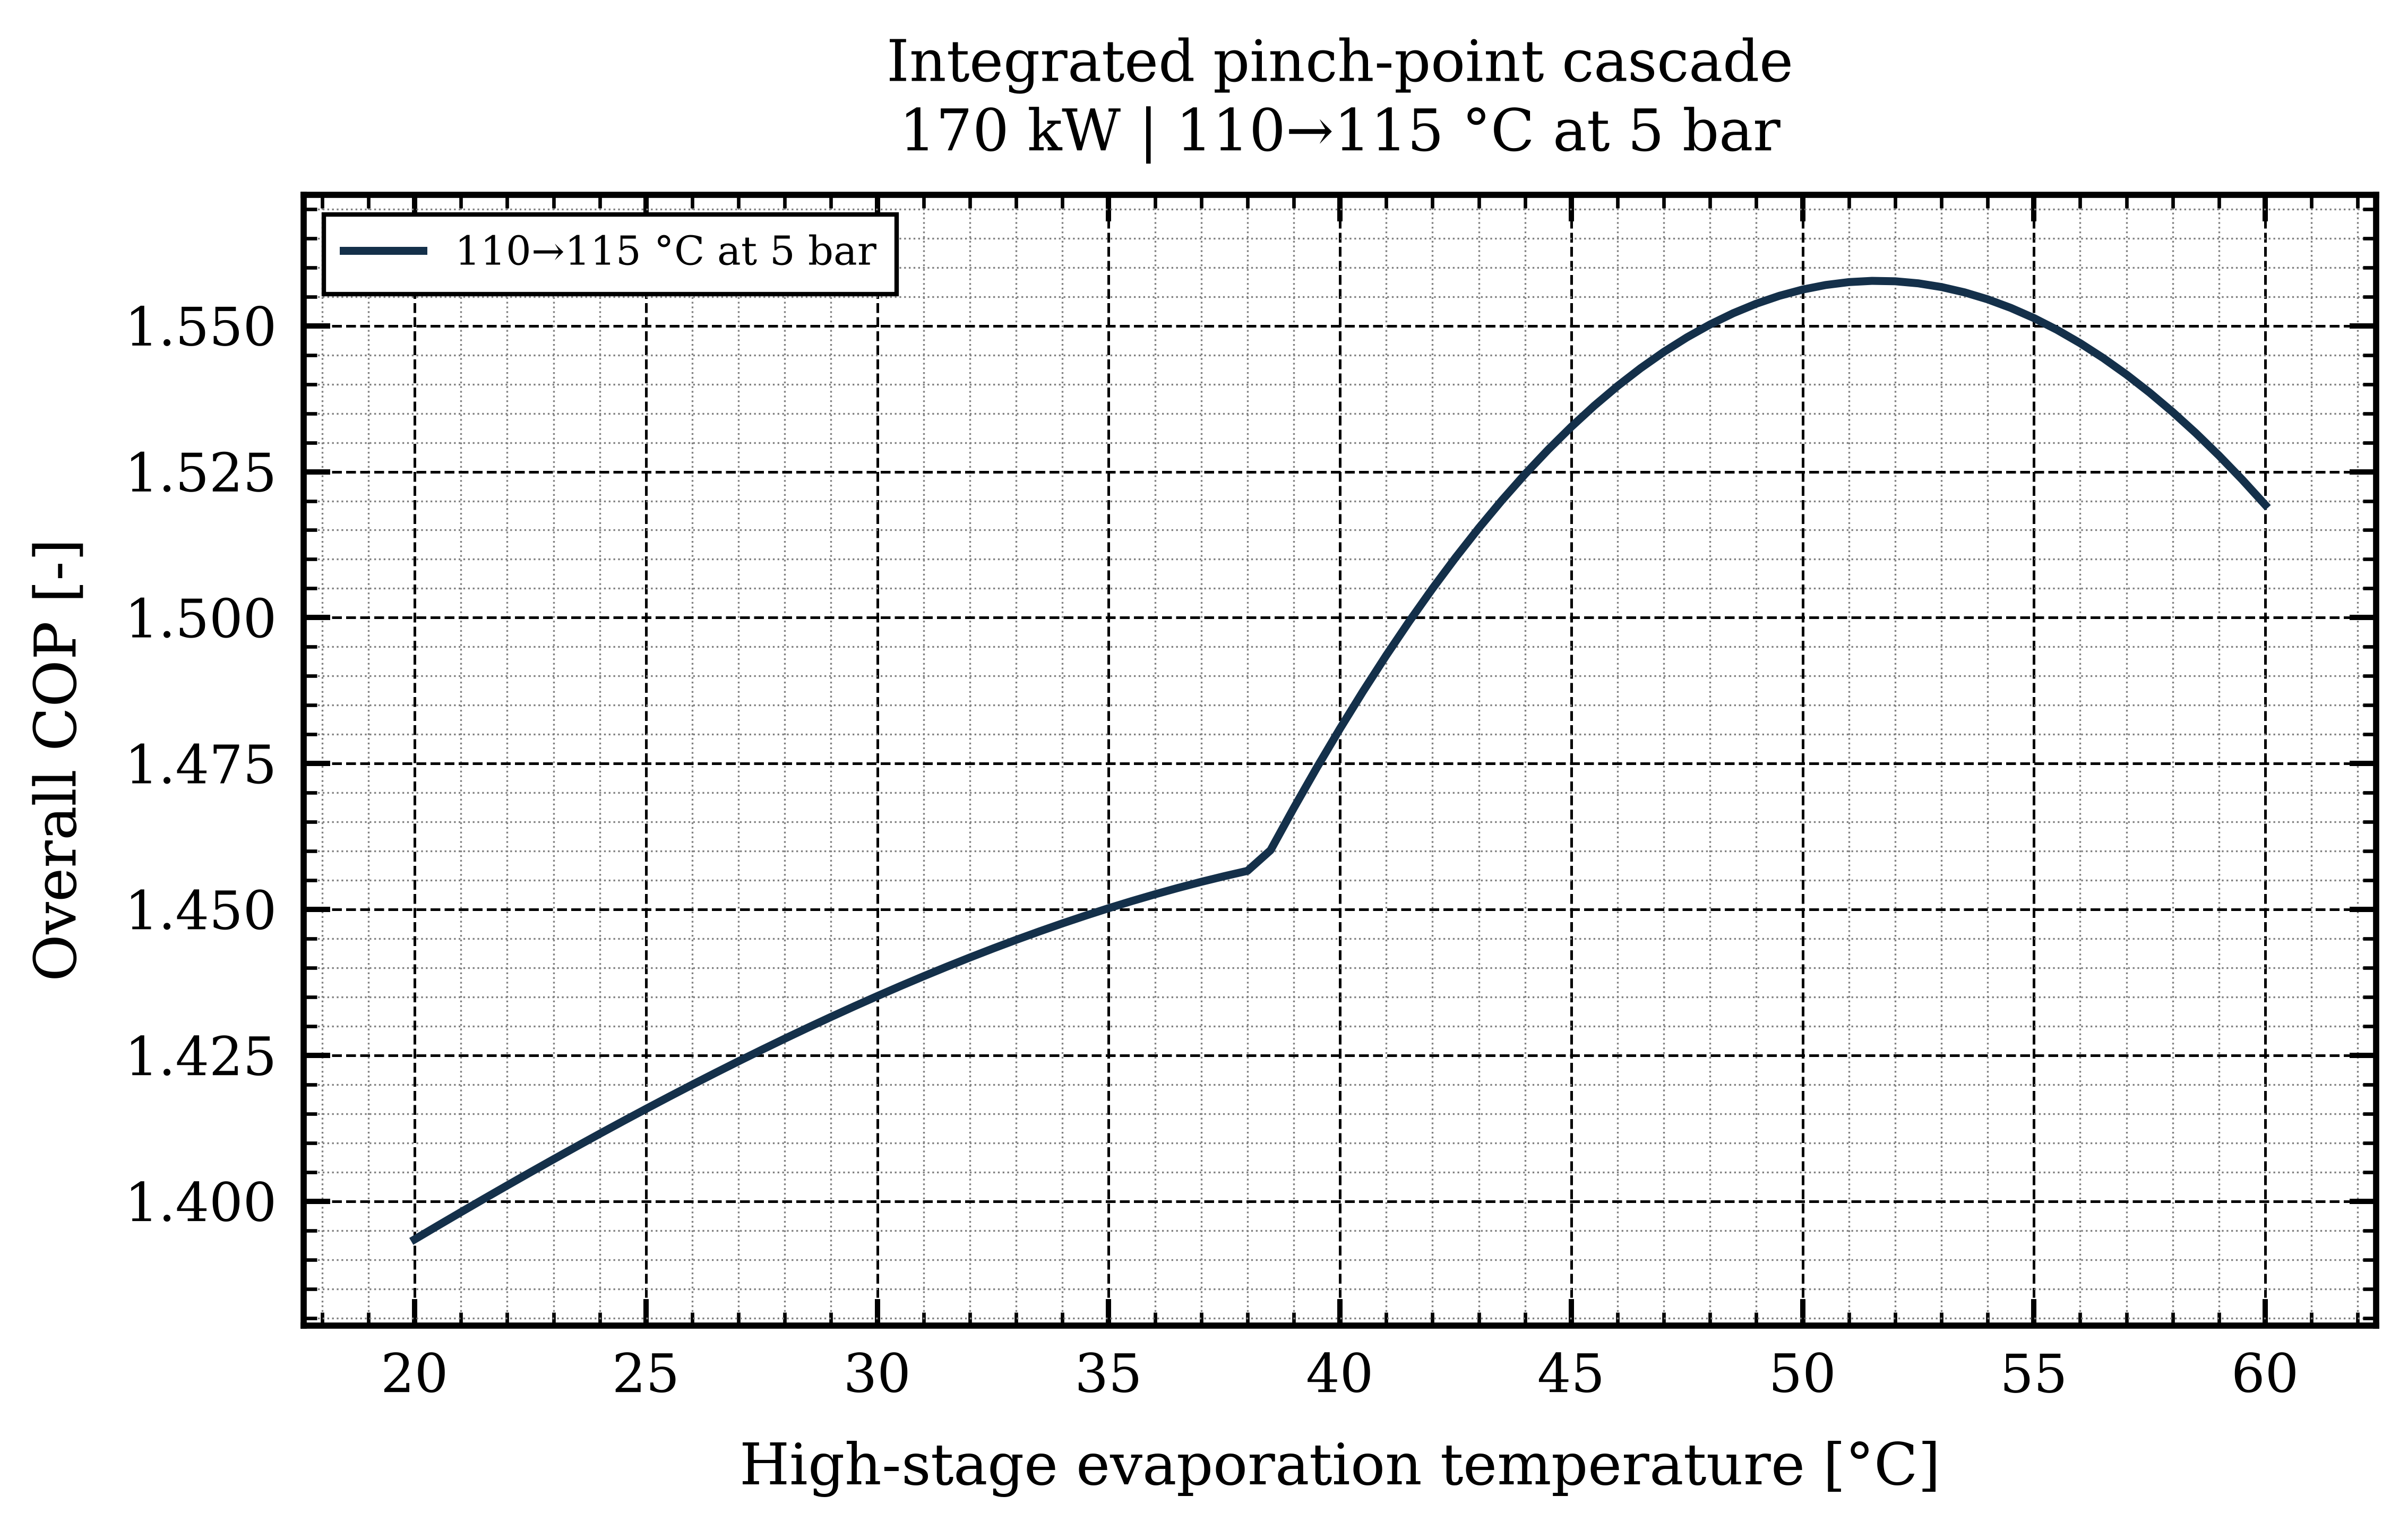 Integrated pinch-point cascade
170 kW | 110→115 °C at 5 bar
110→115 °C at 5 bar
Overall COP [-]
1.550
1.525
1.500
1.475
1.450
1.425
1.400
20 25 30 35 40 45 50 55 60
High-stage evaporation temperature [°C]